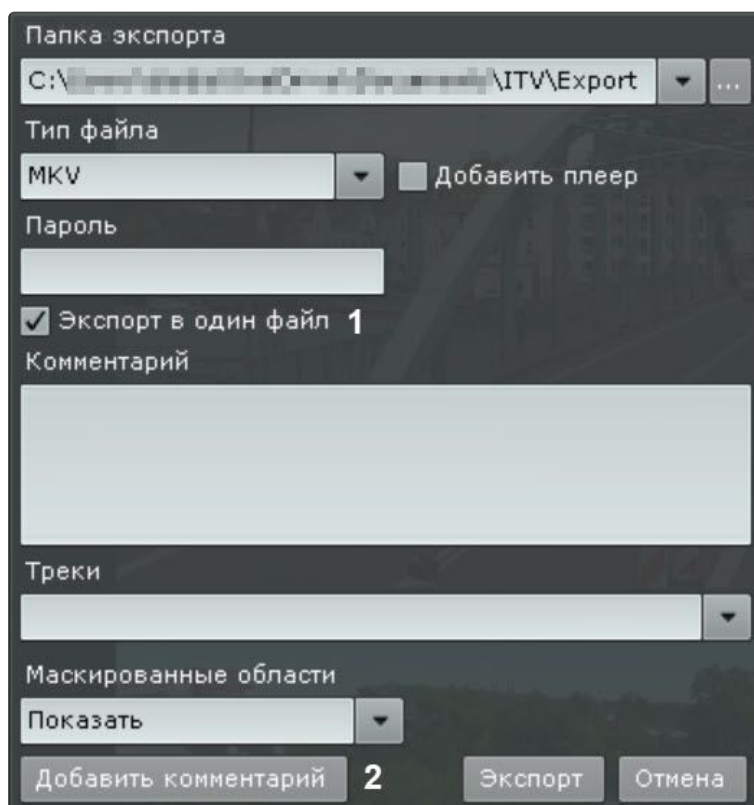 Папка экспорта
C:\ \ITV\Export ...
Тип файла
MKV Добавить плеер
Пароль
Экспорт в один файл 1
Комментарий
Треки
Маскированные области
Показать
Добавить комментарий 2 Экспорт Отмена